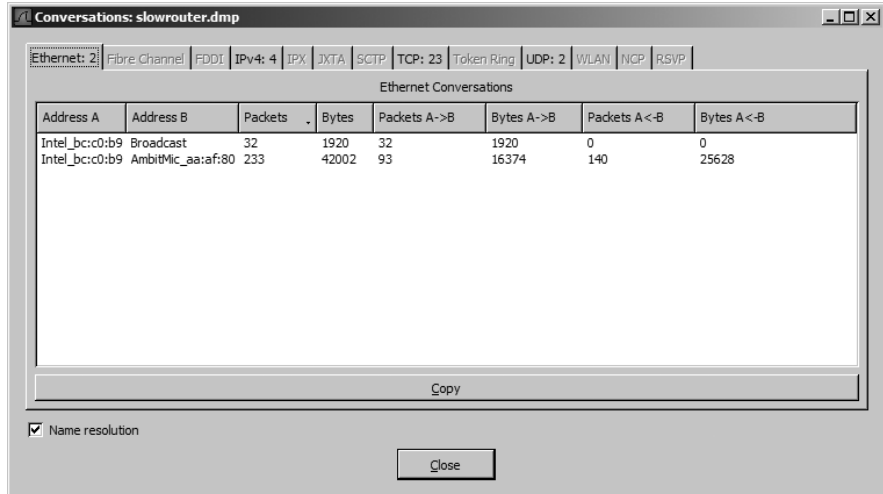 Conversations: slowrouter.dmp
Ethernet: 2 Fibre Channel FDDI IPv4: 4 IPX JXTA SCTP TCP: 23 Token Ring UDP: 2 WLAN NCP RSVP
Ethernet Conversations
Address A Address B Packets Bytes Packets A->B Bytes A->B Packets A<-B Bytes A<-B
Intel_bc:c0:b9 Broadcast 32 1920 32 1920 0 0
Intel_bc:c0:b9 AmbitMic_aa:af:80 233 42002 93 16374 140 25628
Copy
Name resolution
Close